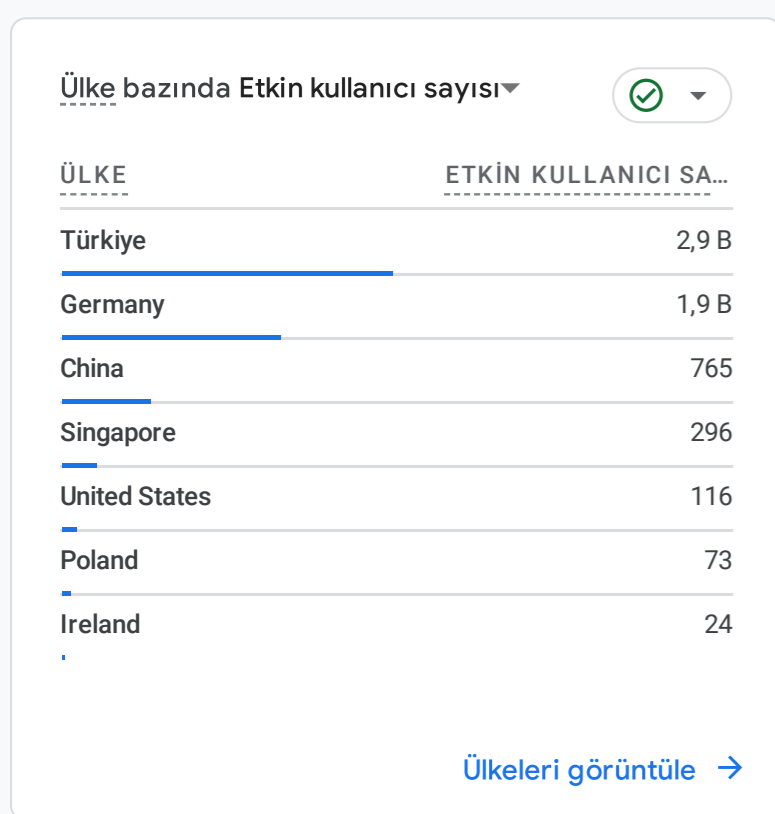 Ülke bazında Etkin kullanıcı sayısı
ÜLKE ETKİN KULLANICI SA...
Türkiye 2,9 B
Germany 1,9 B
China 765
Singapore 296
United States 116
Poland 73
Ireland 24
Ülkeleri görüntüle